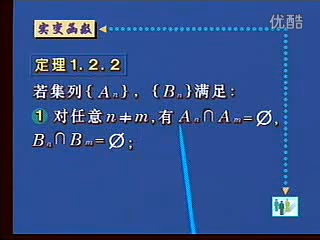 优酷
实变函数
定理1.2.2
若集列{Aₙ}，{Bₙ}满足：
1 对任意n≠m,有Aₙ∩Aₘ=∅,
Bₙ∩Bₘ=∅；